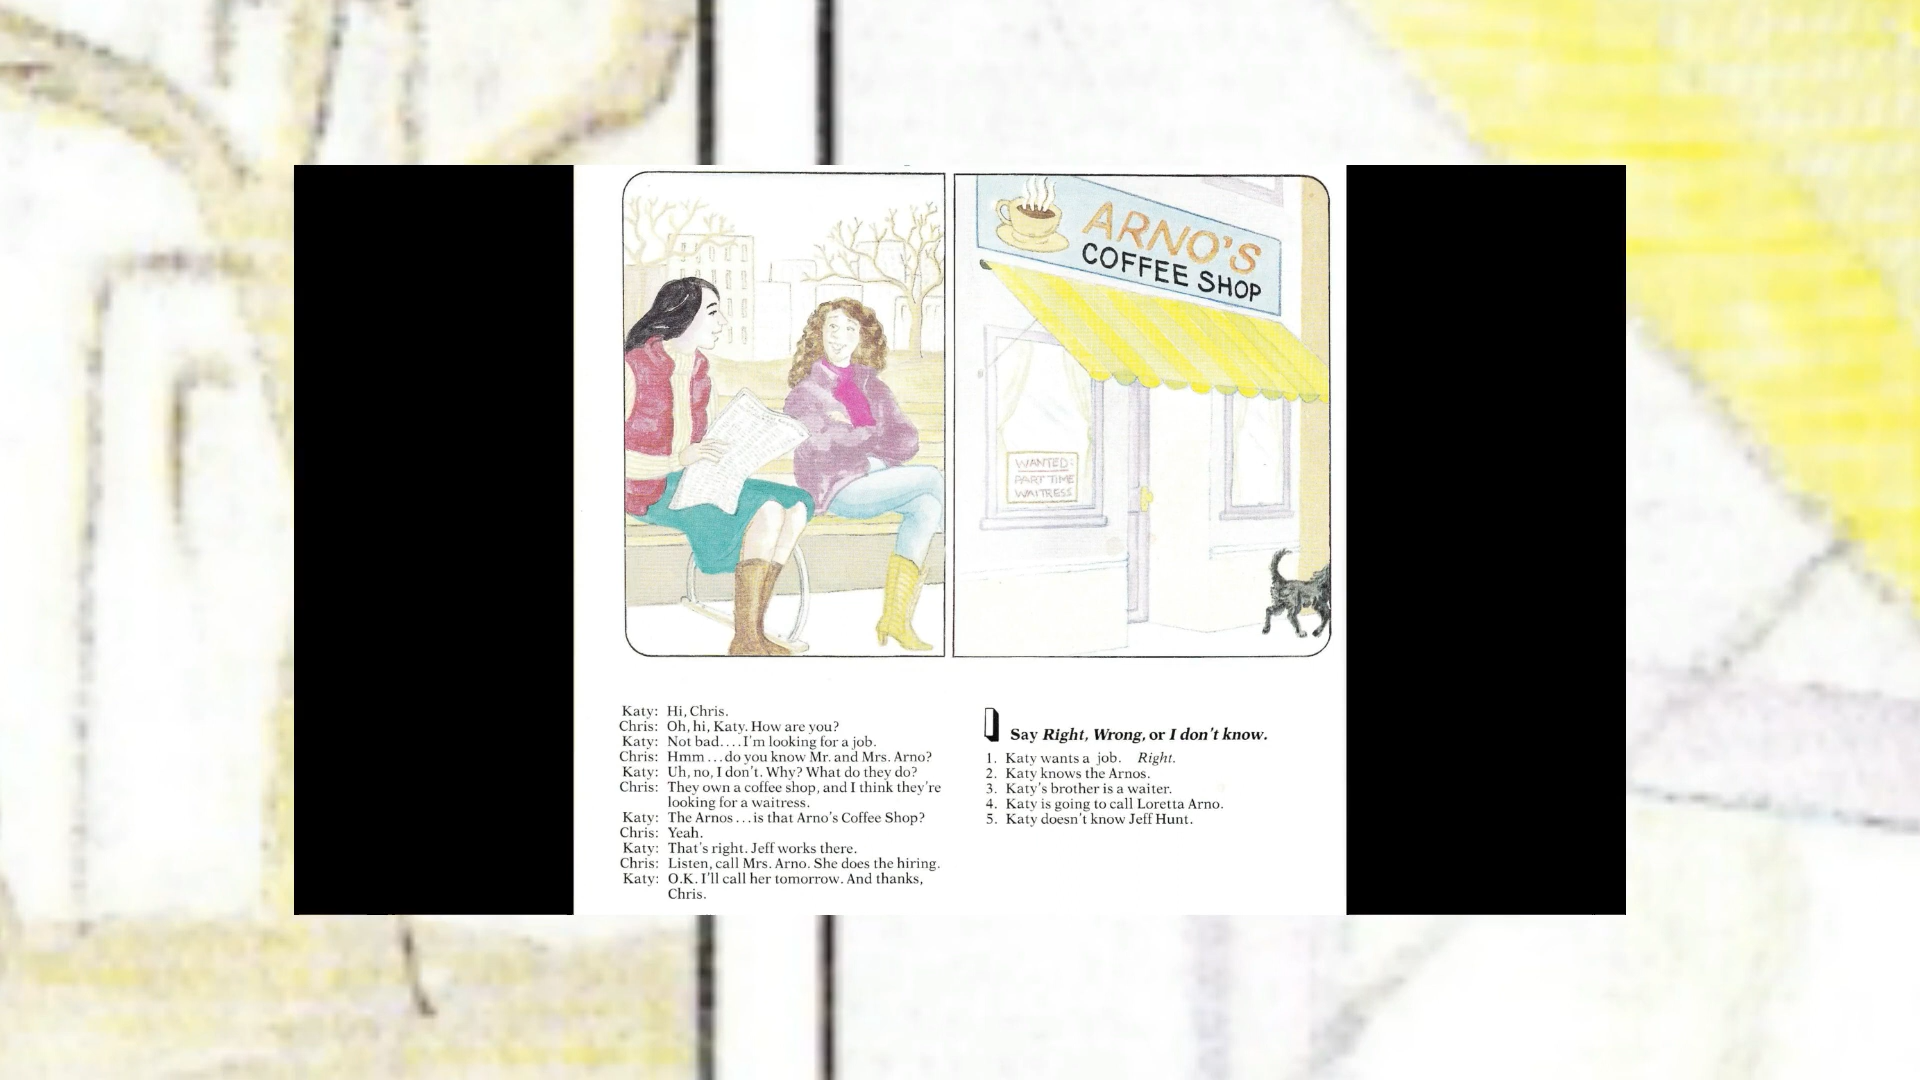 ARNO'S
COFFEE SHOP
WANTED:
PART TIME
WAITRESS
Katy: Hi, Chris.
Chris: Oh, hi, Katy. How are you?
Katy: Not bad....I'm looking for a job.
Chris: Hmm...do you know Mr. and Mrs. Arno?
Katy: Uh, no, I don't. Why? What do they do?
Chris: They own a coffee shop, and I think they're
looking for a waitress.
Katy: The Arnos...is that Arno's Coffee Shop?
Chris: Yeah.
Katy: That's right. Jeff works there.
Chris: Listen, call Mrs. Arno. She does the hiring.
Katy: O.K. I'll call her tomorrow. And thanks,
Chris.
Say Right, Wrong, or I don't know.
1. Katy wants a job. Right.
2. Katy knows the Arnos.
3. Katy's brother is a waiter.
4. Katy is going to call Loretta Arno.
5. Katy doesn't know Jeff Hunt.